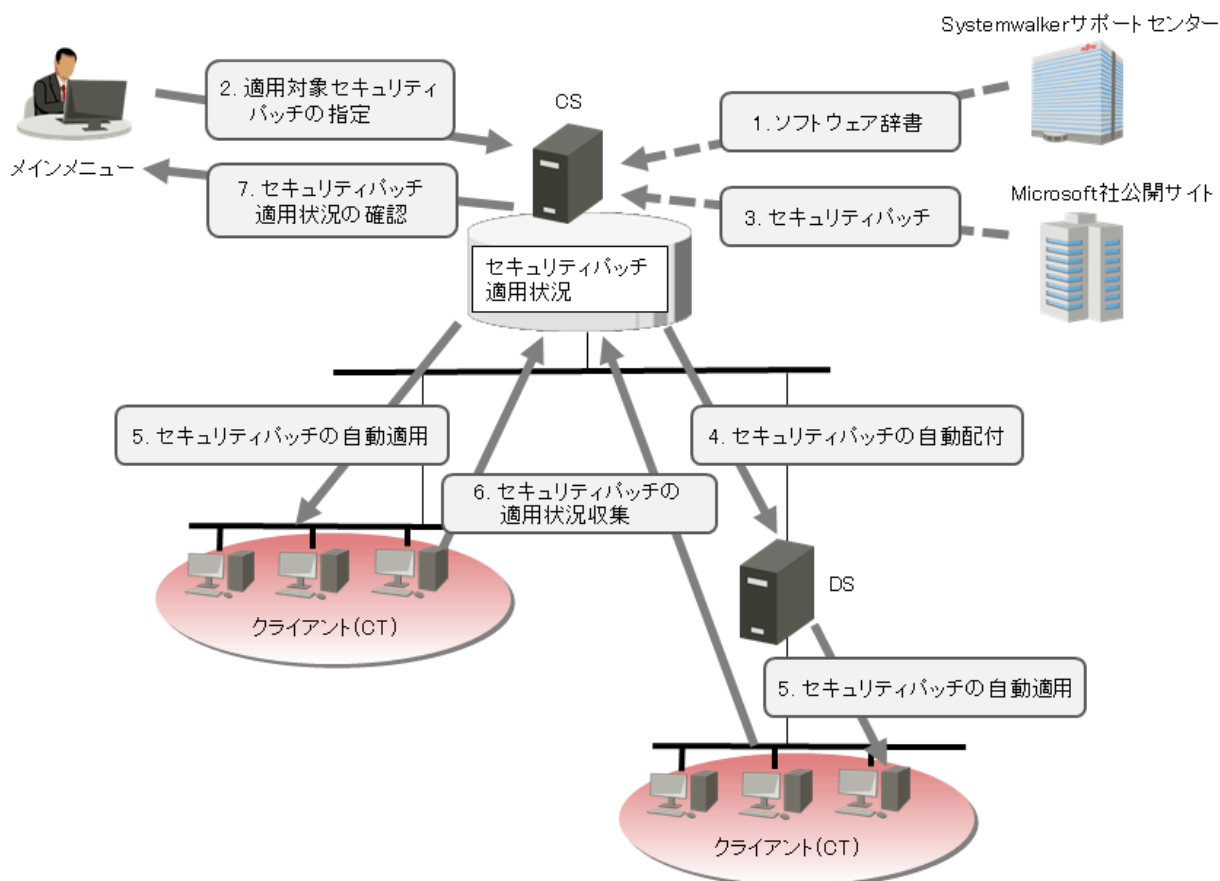 Systemwalkerサポートセンター
2. 適用対象セキュリティ
パッチの指定
CS
1. ソフトウェア辞書
メインメニュー
7. セキュリティパッチ
適用状況の確認
3. セキュリティパッチ
Microsoft社公開サイト
セキュリティパッチ
適用状況
5. セキュリティパッチの自動適用
4. セキュリティパッチの自動配付
6. セキュリティパッチの
適用状況収集
DS
クライアント(CT)
5. セキュリティパッチの自動適用
クライアント(CT)